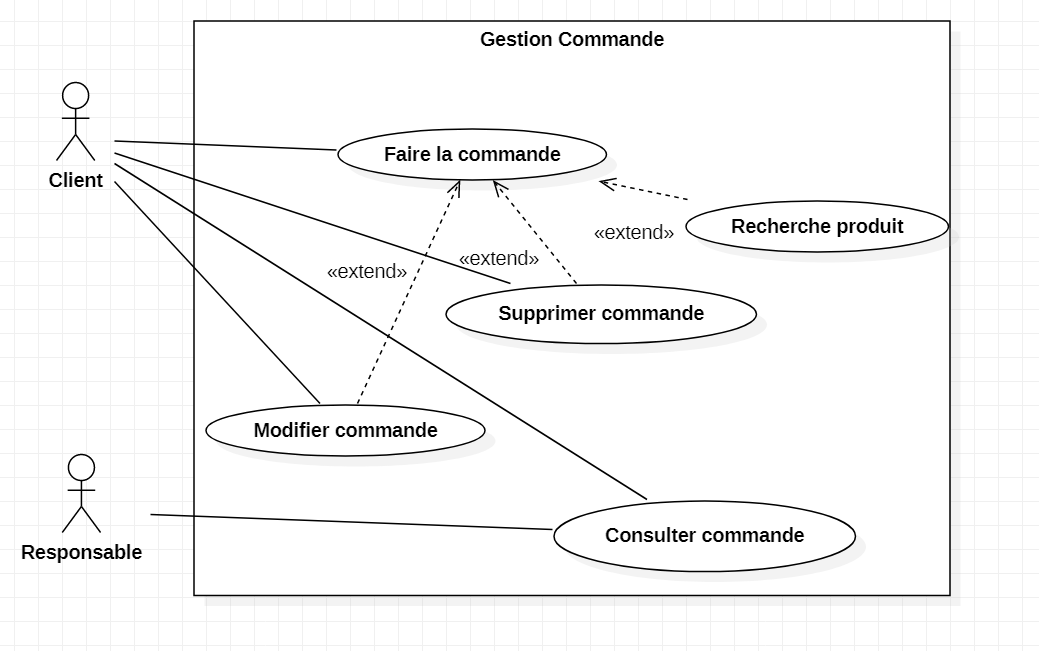 Gestion Commande
Client
Faire la commande
Recherche produit
«extend»
«extend»
«extend»
Supprimer commande
Modifier commande
Responsable
Consulter commande